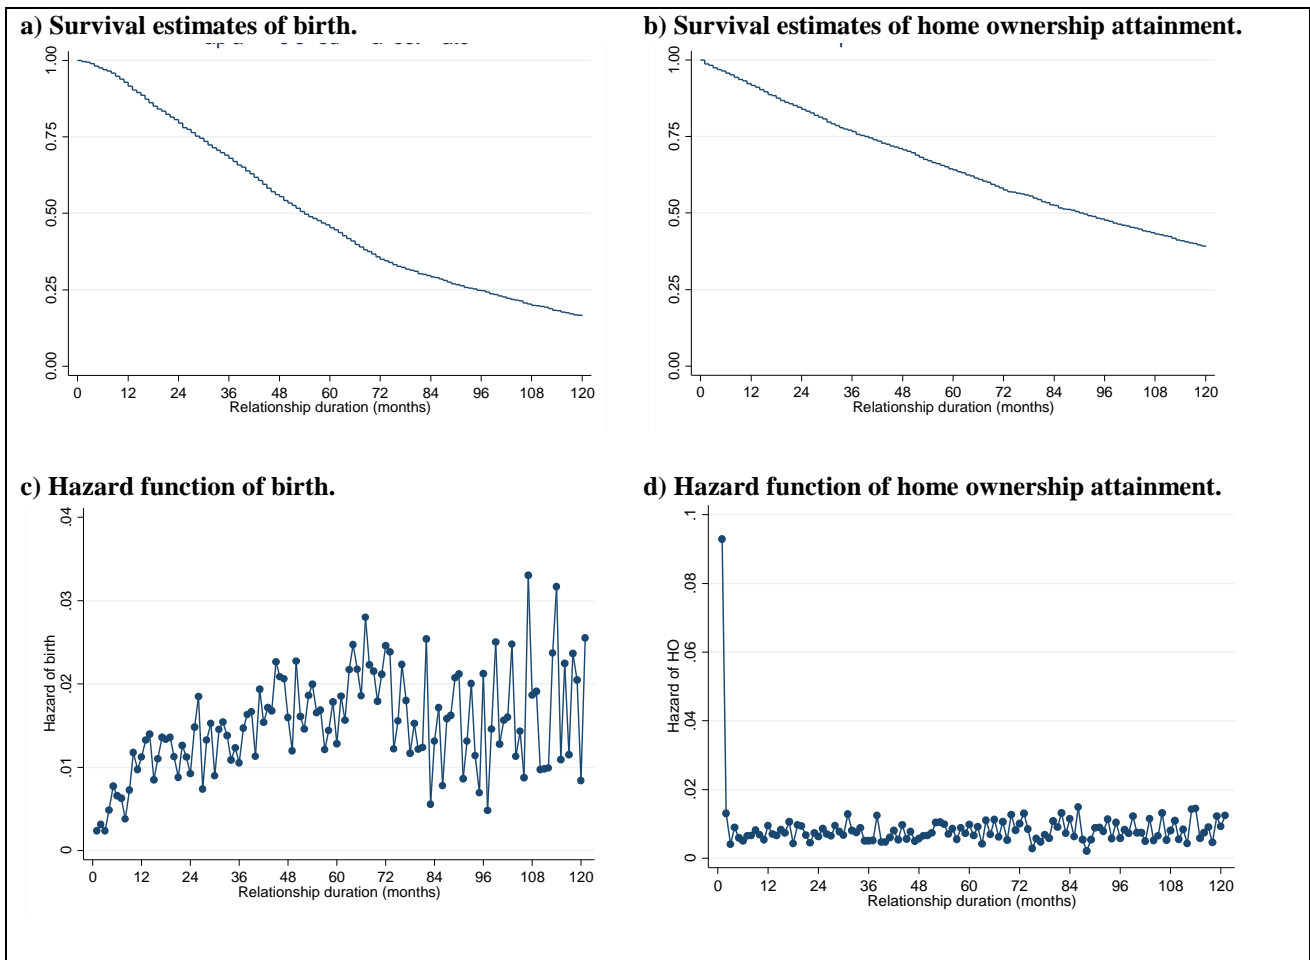 a) Survival estimates of birth.
1.00
0.75
0.50
0.25
0.00
0 12 24 36 48 60 72 84 96 108 120
Relationship duration (months)
b) Survival estimates of home ownership attainment.
1.00
0.75
0.50
0.25
0.00
0 12 24 36 48 60 72 84 96 108 120
Relationship duration (months)
c) Hazard function of birth.
Hazard of birth
.04
.03
.02
.01
0
0 12 24 36 48 60 72 84 96 108 120
Relationship duration (months)
d) Hazard function of home ownership attainment.
Hazard of HO
.1
.08
.06
.04
.02
0
0 12 24 36 48 60 72 84 96 108 120
Relationship duration (months)